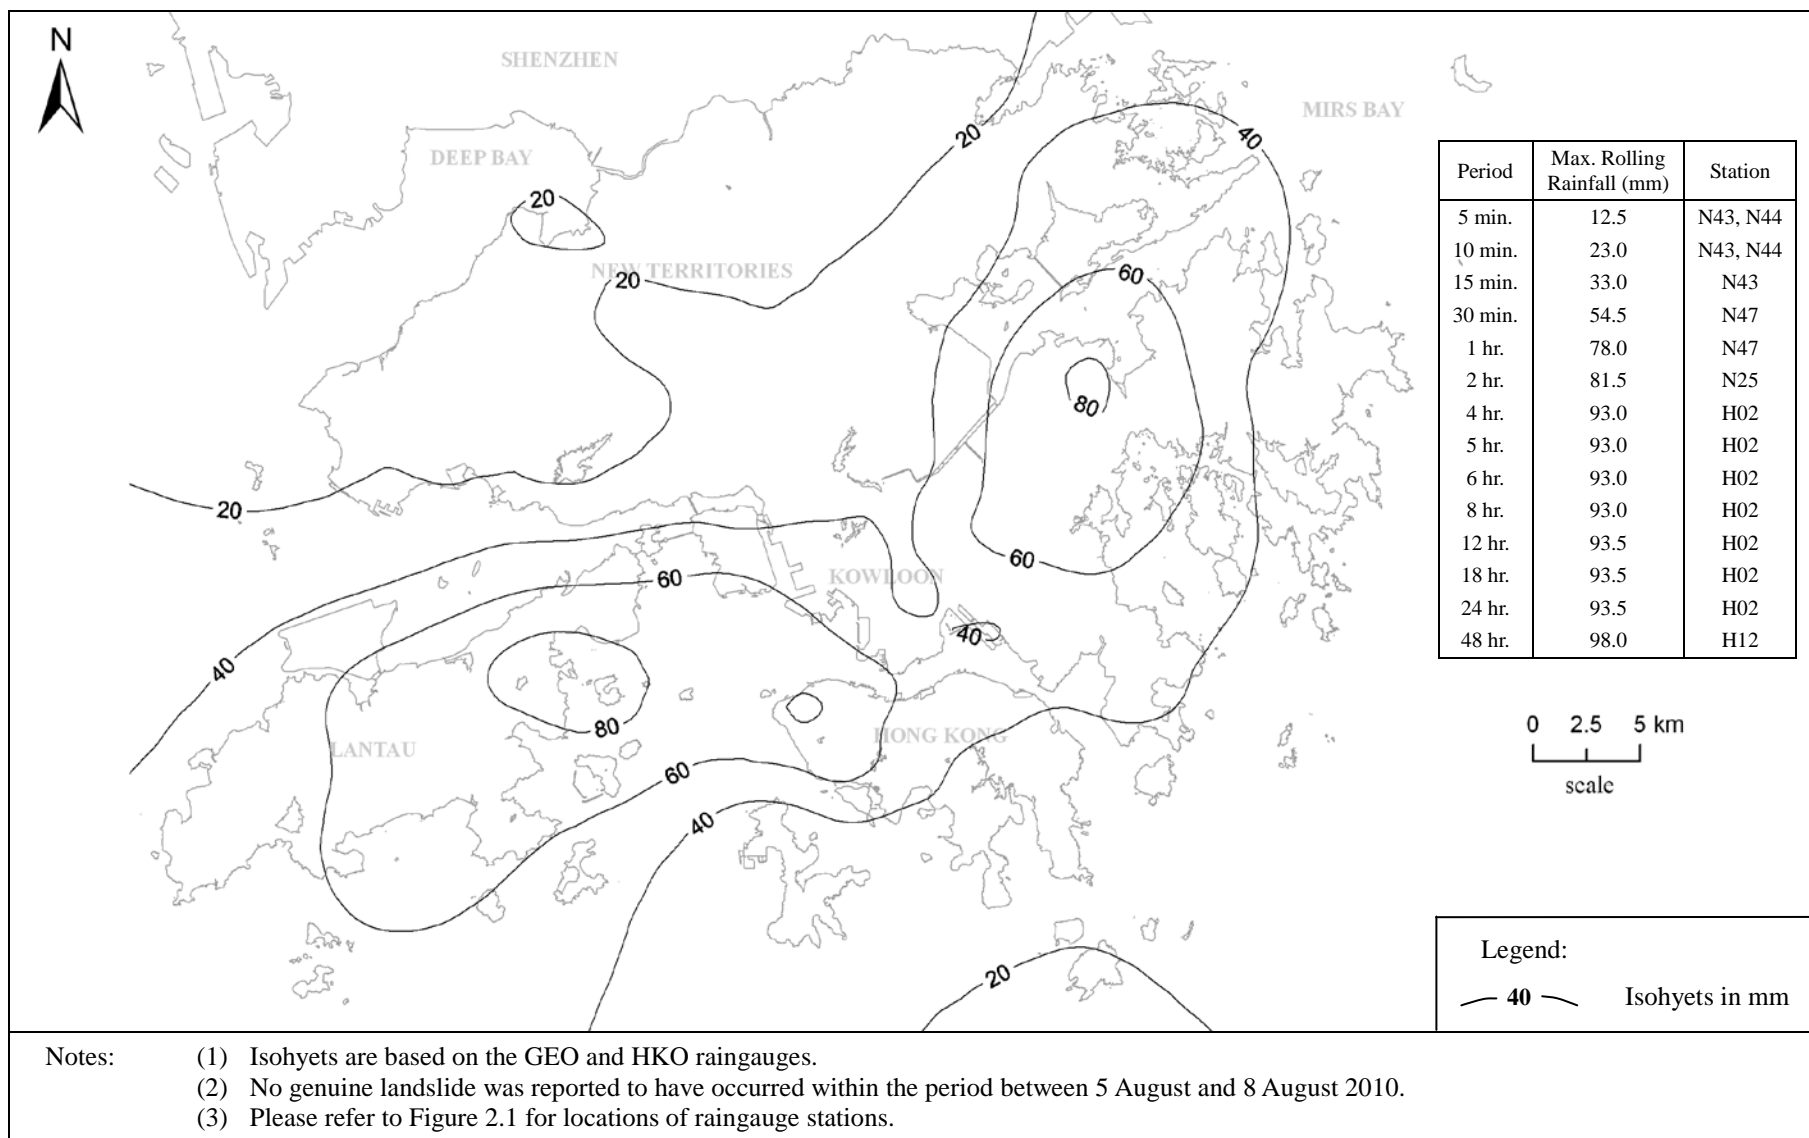 N
SHENZHEN
MIRS BAY
20
40
DEEP BAY
20
NEW TERRITORIES
20
60
80
20
60
KOWLOON
60
40
40
80
HONG KONG
LANTAU
60
40
20
Period Max. Rolling Rainfall (mm) Station
5 min. 12.5 N43, N44
10 min. 23.0 N43, N44
15 min. 33.0 N43
30 min. 54.5 N47
1 hr. 78.0 N47
2 hr. 81.5 N25
4 hr. 93.0 H02
5 hr. 93.0 H02
6 hr. 93.0 H02
8 hr. 93.0 H02
12 hr. 93.5 H02
18 hr. 93.5 H02
24 hr. 93.5 H02
48 hr. 98.0 H12
0 2.5 5 km
scale
Legend:
40 Isohyets in mm
Notes: (1) Isohyets are based on the GEO and HKO raingauges.
(2) No genuine landslide was reported to have occurred within the period between 5 August and 8 August 2010.
(3) Please refer to Figure 2.1 for locations of raingauge stations.